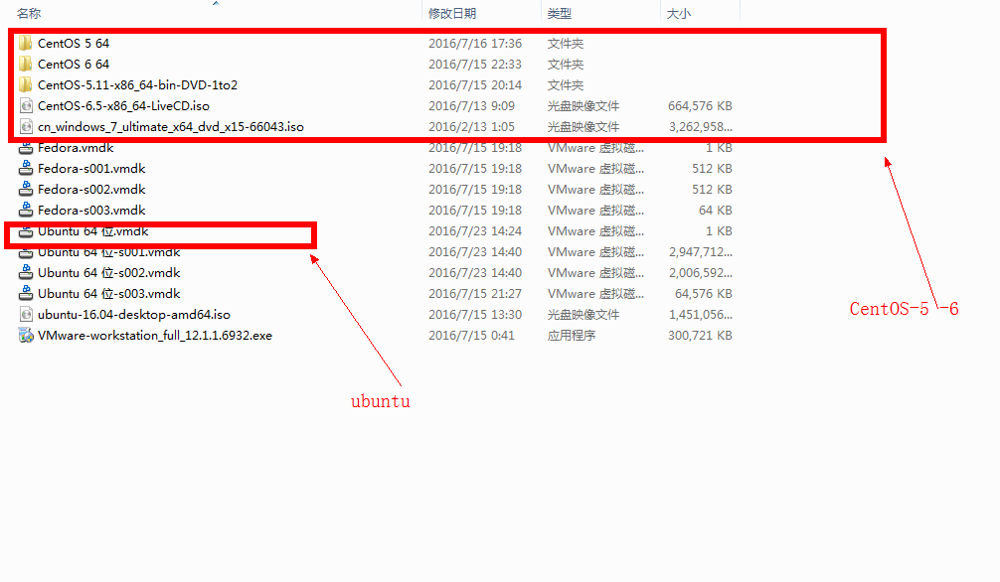 名称 修改日期 类型 大小
CentOS 5 64 2016/7/16 17:36 文件夹
CentOS 6 64 2016/7/15 22:33 文件夹
CentOS-5.11-x86_64-bin-DVD-1to2 2016/7/15 20:14 文件夹
CentOS-6.5-x86_64-LiveCD.iso 2016/7/13 9:09 光盘映像文件 664,576 KB
cn_windows_7_ultimate_x64_dvd_x15-66043.iso 2016/2/13 1:05 光盘映像文件 3,262,958...
Fedora.vmdk 2016/7/15 19:18 VMware 虚拟磁... 1 KB
Fedora-s001.vmdk 2016/7/15 19:18 VMware 虚拟磁... 512 KB
Fedora-s002.vmdk 2016/7/15 19:18 VMware 虚拟磁... 512 KB
Fedora-s003.vmdk 2016/7/15 19:18 VMware 虚拟磁... 64 KB
Ubuntu 64 位.vmdk 2016/7/23 14:24 VMware 虚拟磁... 1 KB
Ubuntu 64 位-s001.vmdk 2016/7/23 14:40 VMware 虚拟磁... 2,947,712...
Ubuntu 64 位-s002.vmdk 2016/7/23 14:40 VMware 虚拟磁... 2,006,592...
Ubuntu 64 位-s003.vmdk 2016/7/15 21:27 VMware 虚拟磁... 64,576 KB
ubuntu-16.04-desktop-amd64.iso 2016/7/15 13:30 光盘映像文件 1,451,056...
VMware-workstation_full_12.1.1.6932.exe 2016/7/15 0:41 应用程序 300,721 KB
CentOS-5 -6
ubuntu